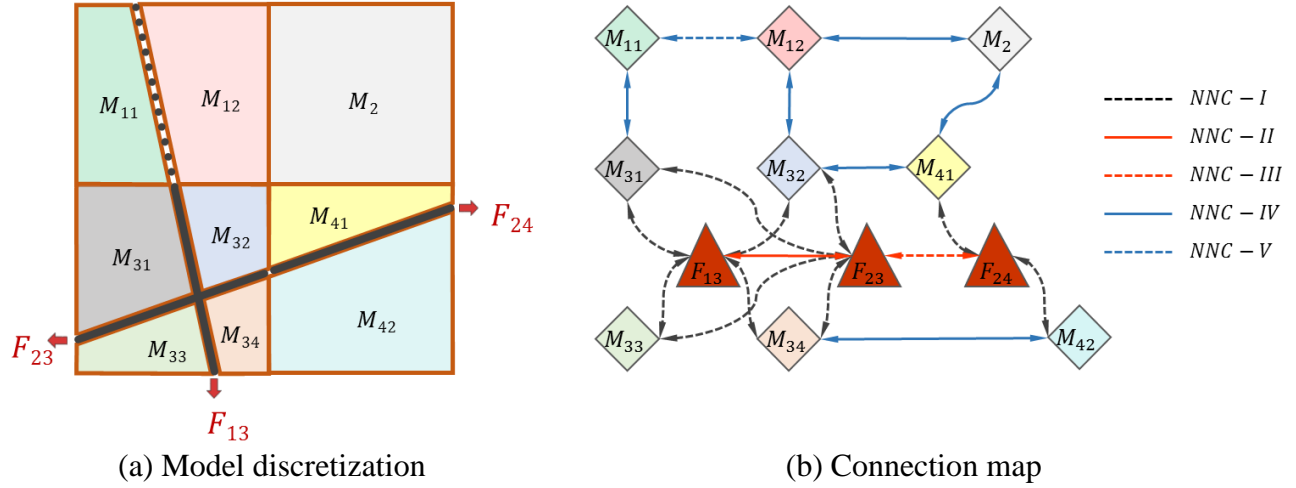 M₁₁
M₁₂
M₂
M₃₁
M₃₂
M₄₁
M₃₃
M₃₄
M₄₂
F₂₄
F₂₃
F₁₃
(a) Model discretization
M₁₁
M₁₂
M₂
M₃₁
M₃₂
M₄₁
F₁₃
F₂₃
F₂₄
M₃₃
M₃₄
M₄₂
NNC − I
NNC − II
NNC − III
NNC − IV
NNC − V
(b) Connection map